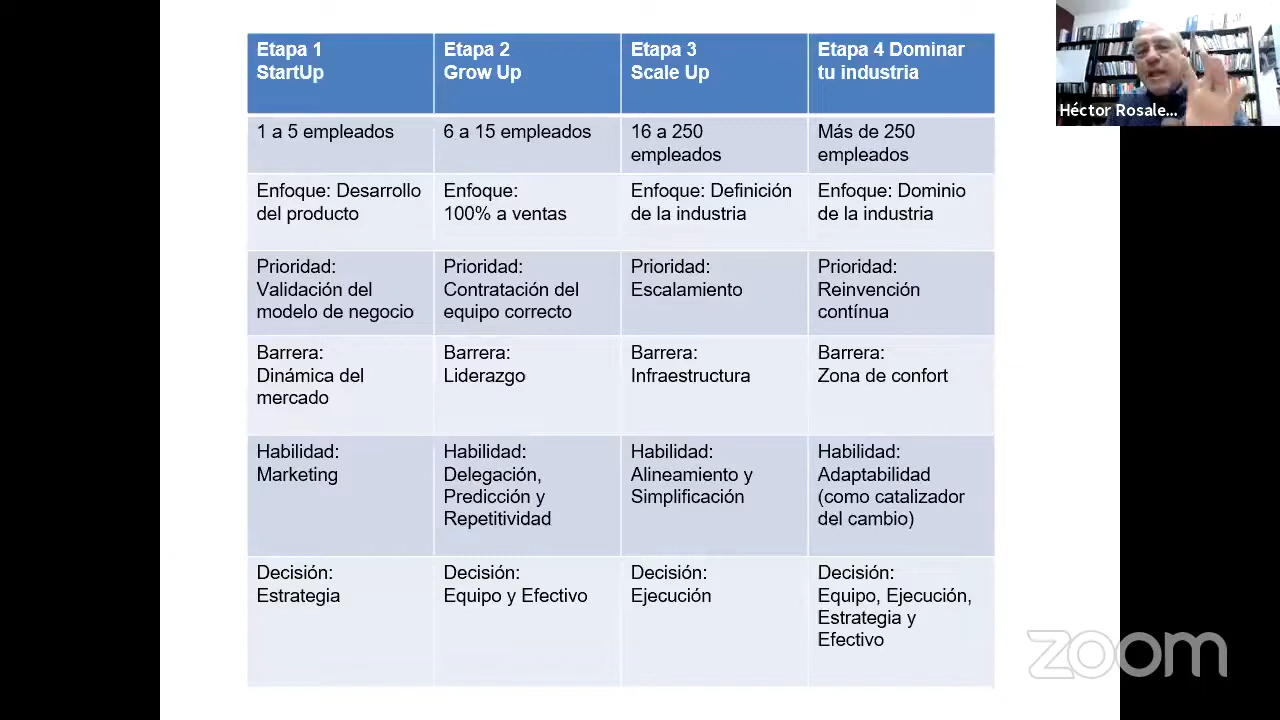 Etapa 1
StartUp
Etapa 2
Grow Up
Etapa 3
Scale Up
Etapa 4 Dominar
tu industria
1 a 5 empleados
6 a 15 empleados
16 a 250
empleados
Más de 250
empleados
Enfoque: Desarrollo
del producto
Enfoque:
100% a ventas
Enfoque: Definición
de la industria
Enfoque: Dominio
de la industria
Prioridad:
Validación del
modelo de negocio
Prioridad:
Contratación del
equipo correcto
Prioridad:
Escalamiento
Prioridad:
Reinvención
contínua
Barrera:
Dinámica del
mercado
Barrera:
Liderazgo
Barrera:
Infraestructura
Barrera:
Zona de confort
Habilidad:
Marketing
Habilidad:
Delegación,
Predicción y
Repetitividad
Habilidad:
Alineamiento y
Simplificación
Habilidad:
Adaptabilidad
(como catalizador
del cambio)
Decisión:
Estrategia
Decisión:
Equipo y Efectivo
Decisión:
Ejecución
Decisión:
Equipo, Ejecución,
Estrategia y
Efectivo
Héctor Rosale...
zoom